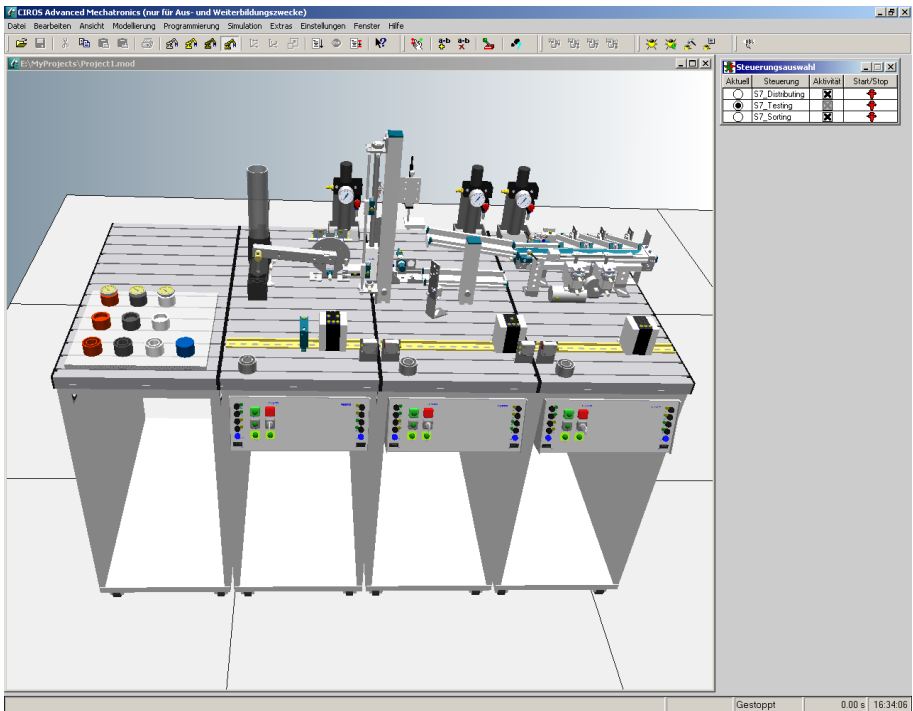 CIROS Advanced Mechatronics (nur für Aus- und Weiterbildungszwecke)
Datei Bearbeiten Ansicht Modellierung Programmierung Simulation Extras Einstellungen Fenster Hilfe
E:\MyProjects\Project1.mod
Steuerungsauswahl
Aktuell Steuerung Aktivität Start/Stop
S7_Distributing
S7_Testing
S7_Sorting
Gestoppt 0.00 s 16:34:06